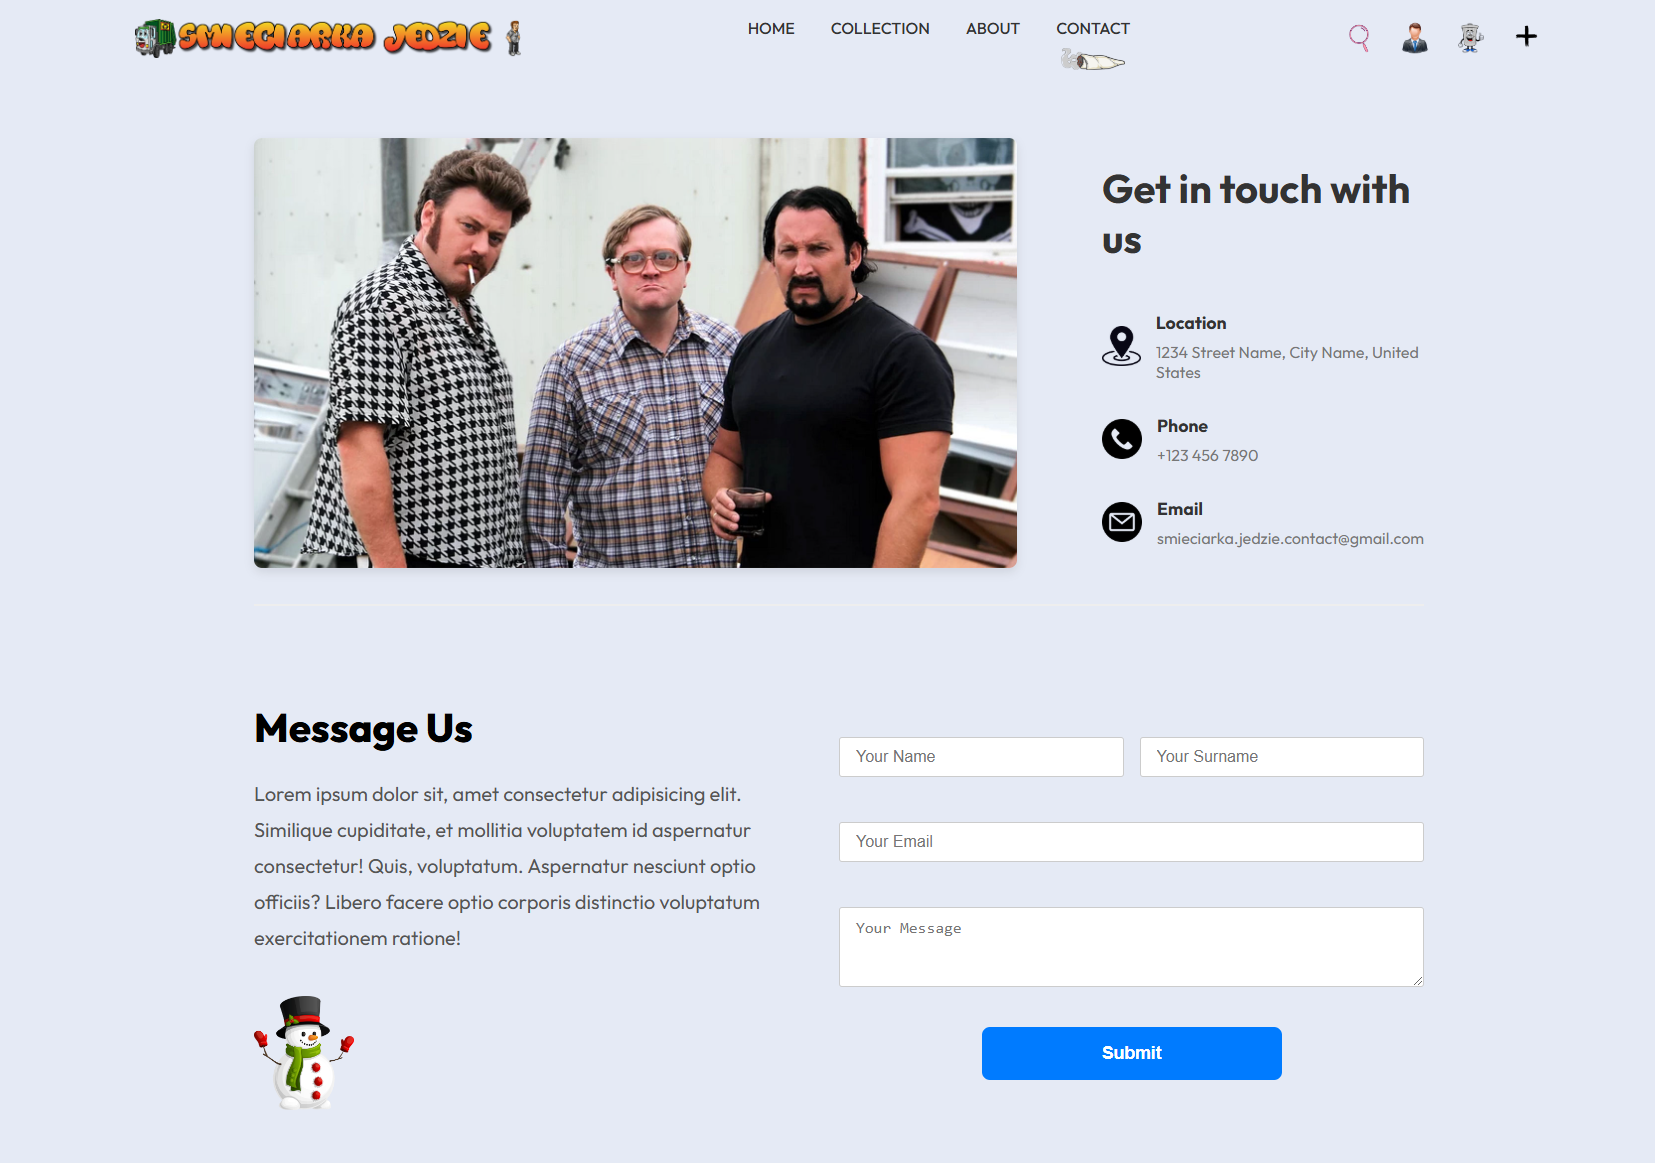 SMIECIARKA JEDZIE
HOME COLLECTION ABOUT CONTACT
Get in touch with
us
Location
1234 Street Name, City Name, United
States
Phone
+123 456 7890
Email
smieciarka.jedzie.contact@gmail.com
Message Us
Lorem ipsum dolor sit, amet consectetur adipisicing elit.
Similique cupiditate, et mollitia voluptatem id aspernatur
consectetur! Quis, voluptatum. Aspernatur nesciunt optio
officiis? Libero facere optio corporis distinctio voluptatum
exercitationem ratione!
Your Name
Your Surname
Your Email
Your Message
Submit